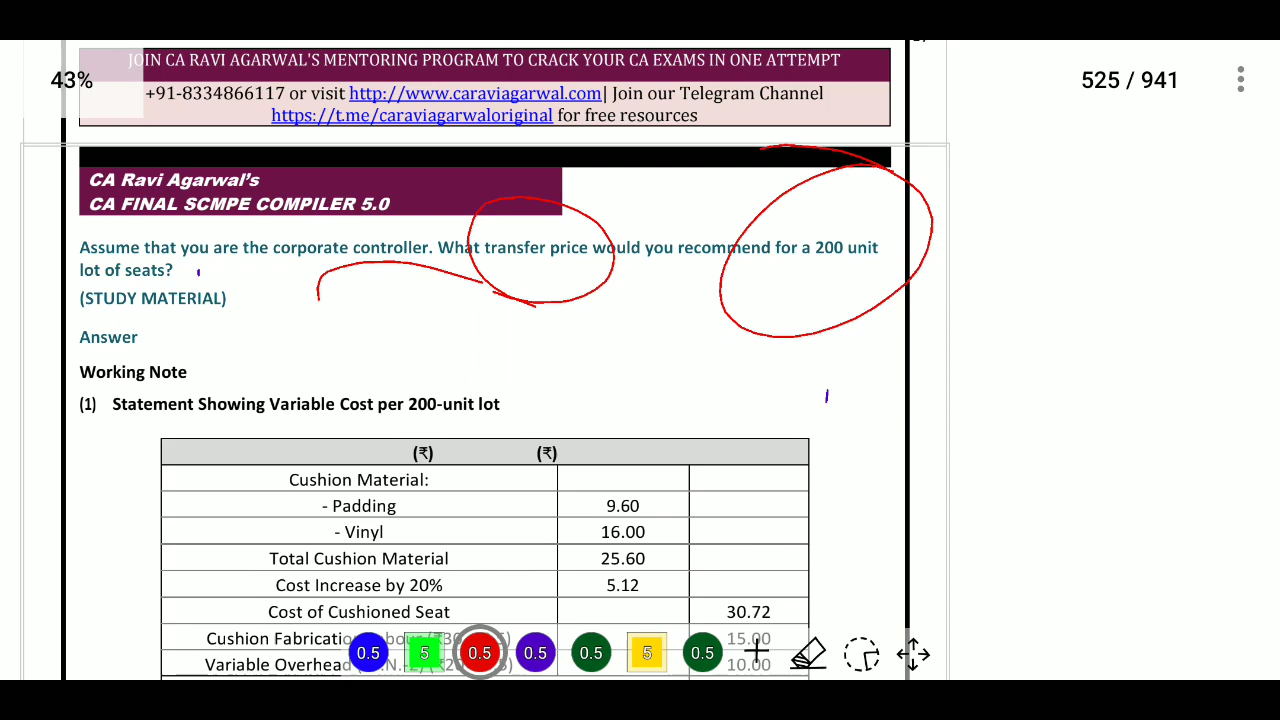 JOIN CA RAVI AGARWAL'S MENTORING PROGRAM TO CRACK YOUR CA EXAMS IN ONE ATTEMPT
43%
525 / 941
+91-8334866117 or visit http://www.caraviagarwal.com| Join our Telegram Channel
https://t.me/caraviagarwaloriginal for free resources
CA Ravi Agarwal's
CA FINAL SCMPE COMPILER 5.0
Assume that you are the corporate controller. What transfer price would you recommend for a 200 unit
lot of seats?
(STUDY MATERIAL)
Answer
Working Note
(1) Statement Showing Variable Cost per 200-unit lot
(₹) (₹)
Cushion Material:
- Padding 9.60
- Vinyl 16.00
Total Cushion Material 25.60
Cost Increase by 20% 5.12
Cost of Cushioned Seat 30.72
Cushion 15.00
Variable Overhead 10.00
0.5 5 0.5 0.5 0.5 5 0.5